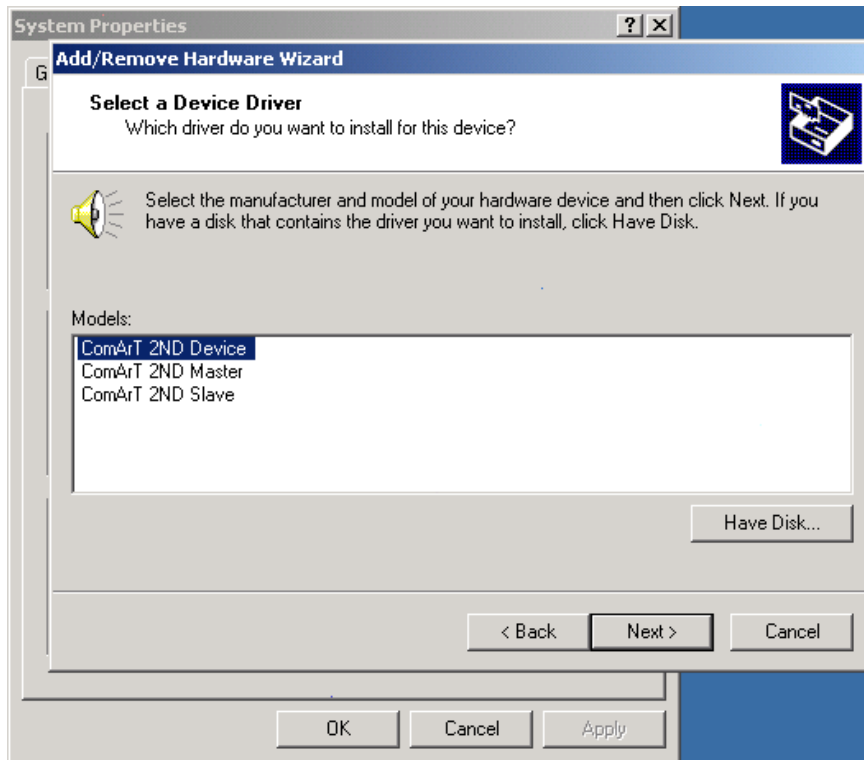 System Properties
G
Add/Remove Hardware Wizard
Select a Device Driver
Which driver do you want to install for this device?
Select the manufacturer and model of your hardware device and then click Next. If you
have a disk that contains the driver you want to install, click Have Disk.
Models:
ComArT 2ND Device
ComArT 2ND Master
ComArT 2ND Slave
Have Disk...
< Back
Next >
Cancel
OK
Cancel
Apply